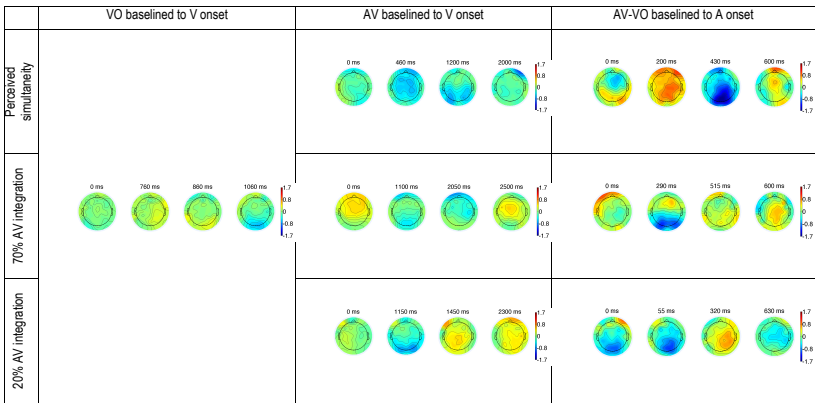 VO baselined to V onset AV baselined to V onset AV-VO baselined to A onset
Perceived
simultaneity
0 ms 460 ms 1200 ms 2000 ms
1.7
0.8
0
-0.8
-1.7
0 ms 200 ms 430 ms 600 ms
1.7
0.8
0
-0.8
-1.7
70% AV integration
0 ms 760 ms 860 ms 1060 ms
1.7
0.8
0
-0.8
-1.7
0 ms 1100 ms 2050 ms 2500 ms
1.7
0.8
0
-0.8
-1.7
0 ms 290 ms 515 ms 600 ms
1.7
0.8
0
-0.8
-1.7
20% AV integration
0 ms 1150 ms 1450 ms 2300 ms
1.7
0.8
0
-0.8
-1.7
0 ms 55 ms 320 ms 630 ms
1.7
0.8
0
-0.8
-1.7